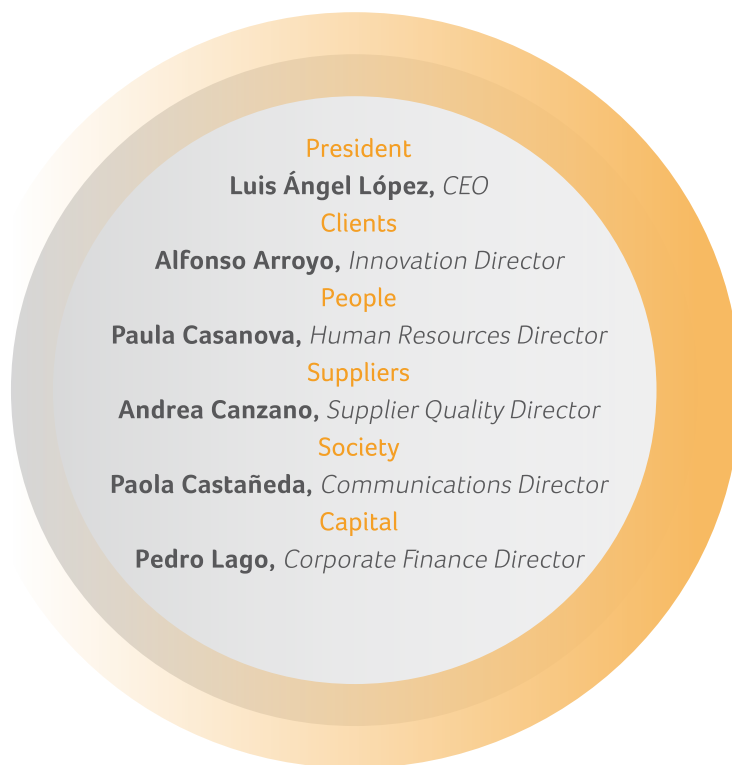 President
Luis Ángel López, CEO
Clients
Alfonso Arroyo, Innovation Director
People
Paula Casanova, Human Resources Director
Suppliers
Andrea Canzano, Supplier Quality Director
Society
Paola Castañeda, Communications Director
Capital
Pedro Lago, Corporate Finance Director